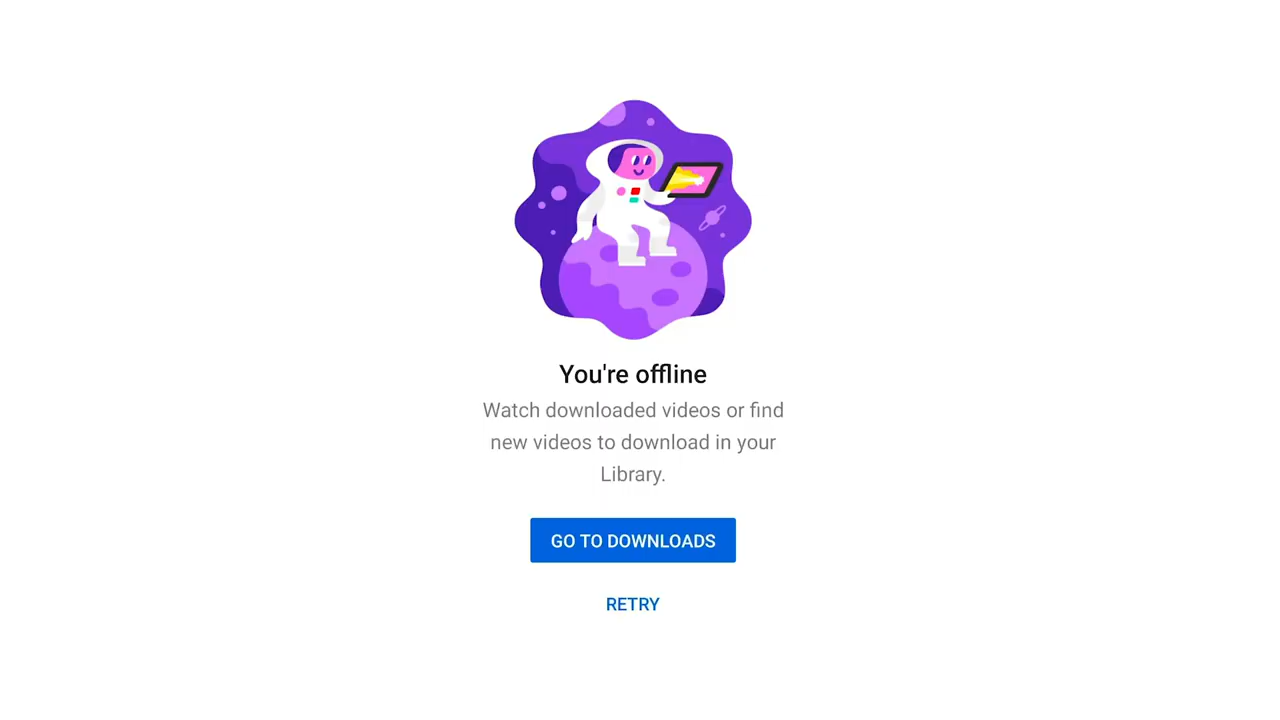 You're offline
Watch downloaded videos or find
new videos to download in your
Library.
GO TO DOWNLOADS
RETRY